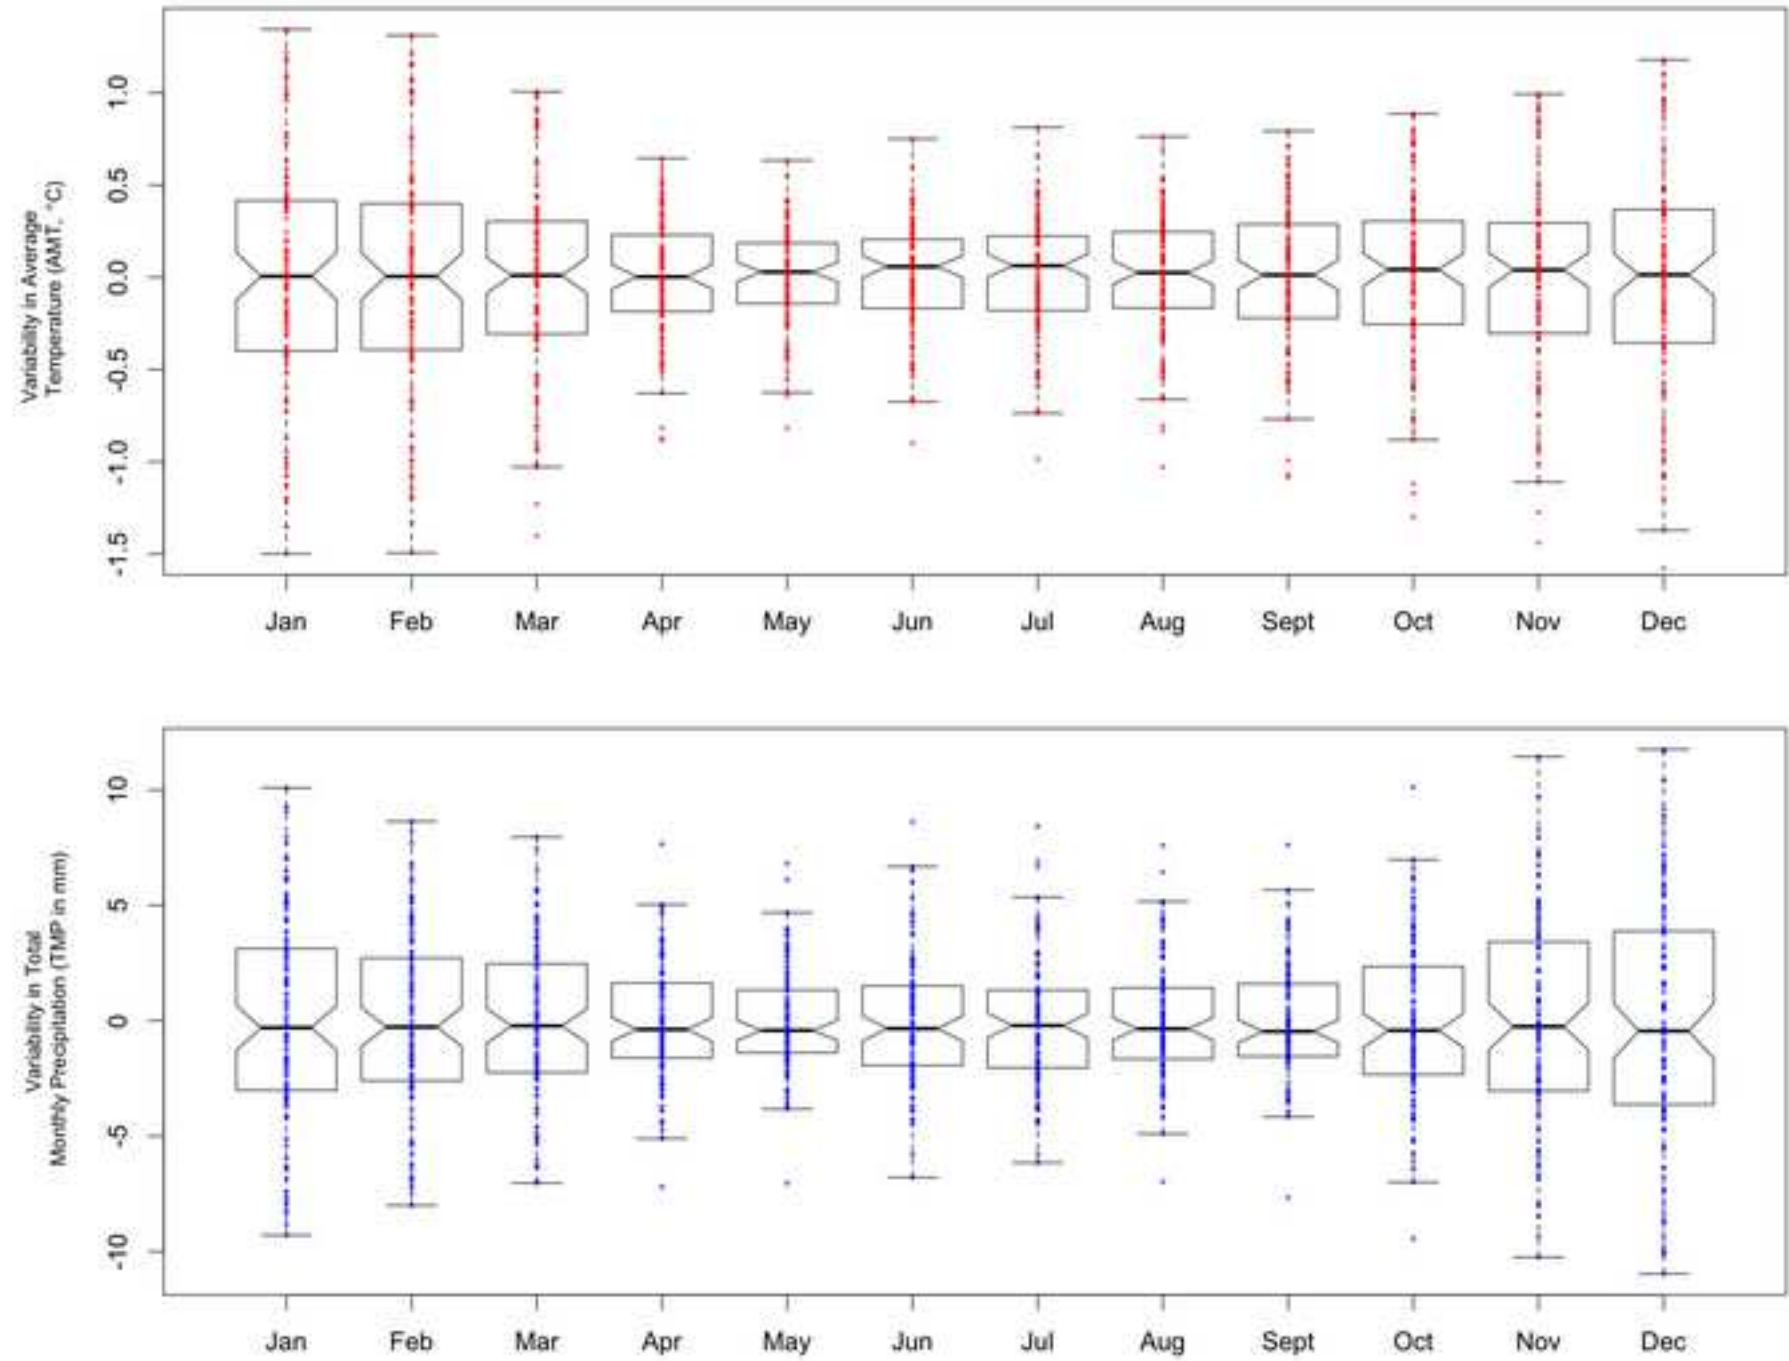 Variability in Average
Temperature (AMT, °C)
1.0
0.5
0.0
-0.5
-1.0
-1.5
Jan Feb Mar Apr May Jun Jul Aug Sept Oct Nov Dec
Variability in Total
Monthly Precipitation (TMP in mm)
10
5
0
-5
-10
Jan Feb Mar Apr May Jun Jul Aug Sept Oct Nov Dec